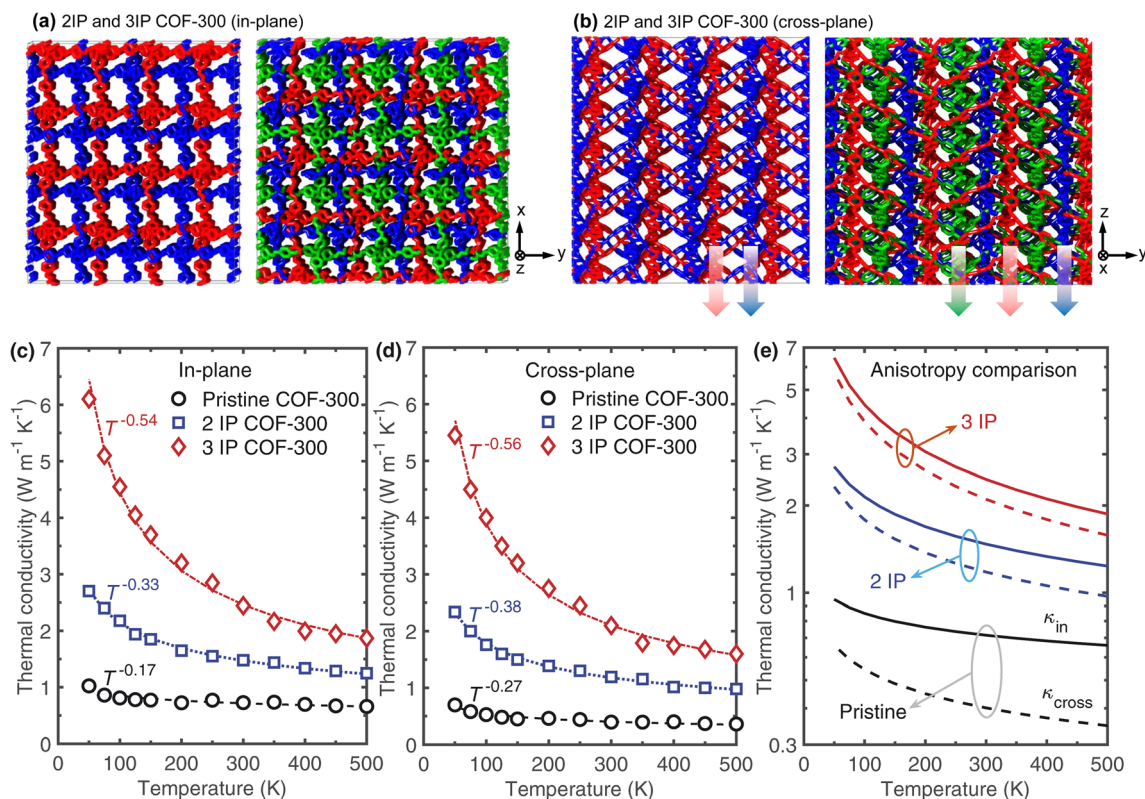 (a) 2IP and 3IP COF-300 (in-plane)
(b) 2IP and 3IP COF-300 (cross-plane)
x
z
y
z
x
y
(c)
In-plane
Pristine COF-300
2 IP COF-300
3 IP COF-300
T^-0.54
T^-0.33
T^-0.17
Thermal conductivity (W m^-1 K^-1)
7
6
5
4
3
2
1
0
0 100 200 300 400 500
Temperature (K)
(d)
Cross-plane
Pristine COF-300
2 IP COF-300
3 IP COF-300
T^-0.56
T^-0.38
T^-0.27
Thermal conductivity (W m^-1 K^-1)
7
6
5
4
3
2
1
0
0 100 200 300 400 500
Temperature (K)
(e)
Anisotropy comparison
3 IP
2 IP
κ_in
κ_cross
Pristine
Thermal conductivity (W m^-1 K^-1)
7
5
3
2
1
0.3
0 100 200 300 400 500
Temperature (K)